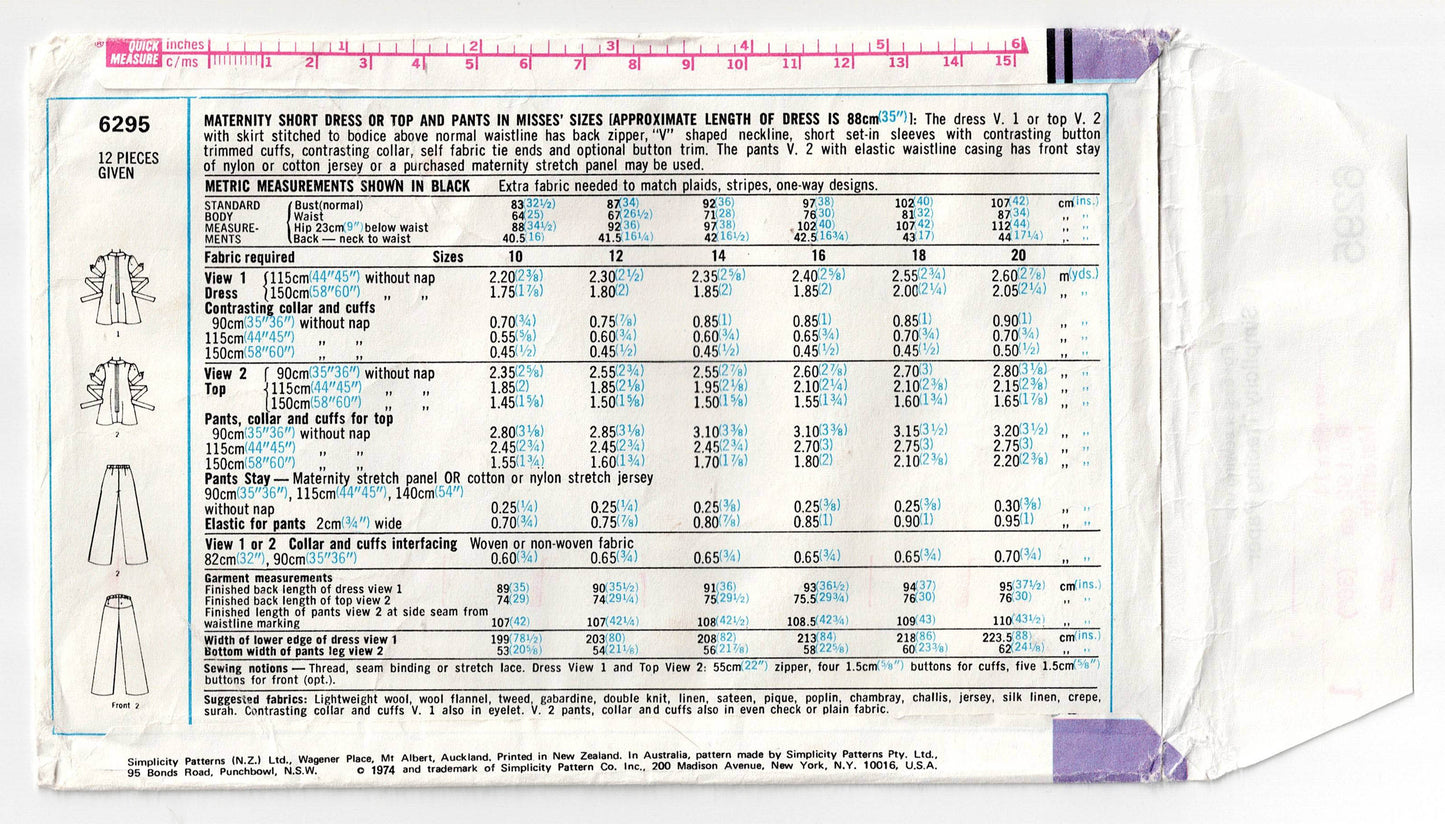 QUICK MEASURE
inches 1 2 3 4 5 6
c/ms 1 2 3 4 5 6 7 8 9 10 11 12 13 14 15
6295
12 PIECES
GIVEN
1
2
2
Front 2
MATERNITY SHORT DRESS OR TOP AND PANTS IN MISSES' SIZES [APPROXIMATE LENGTH OF DRESS IS 88cm(35")]: The dress V. 1 or top V. 2
with skirt stitched to bodice above normal waistline has back zipper, "V" shaped neckline, short set-in sleeves with contrasting button
trimmed cuffs, contrasting collar, self fabric tie ends and optional button trim. The pants V. 2 with elastic waistline casing has front stay
of nylon or cotton jersey or a purchased maternity stretch panel may be used.
METRIC MEASUREMENTS SHOWN IN BLACK Extra fabric needed to match plaids, stripes, one-way designs.
STANDARD Bust(normal) 83(32½) 87(34) 92(36) 97(38) 102(40) 107(42) cm(ins.)
BODY Waist 64(25) 67(26½) 71(28) 76(30) 81(32) 87(34) " "
MEASURE- Hip 23cm(9") below waist 88(34½) 92(36) 97(38) 102(40) 107(42) 112(44) " "
MENTS Back — neck to waist 40.5(16) 41.5(16¼) 42(16½) 42.5(16¾) 43(17) 44(17¼) " "
Fabric required Sizes 10 12 14 16 18 20
View 1 115cm(44"45") without nap 2.20(2⅜) 2.30(2½) 2.35(2⅝) 2.40(2⅝) 2.55(2¾) 2.60(2⅞) m(yds.)
Dress 150cm(58"60") " " 1.75(1⅞) 1.80(2) 1.85(2) 1.85(2) 2.00(2¼) 2.05(2¼) " "
Contrasting collar and cuffs
90cm(35"36") without nap 0.70(¾) 0.75(⅞) 0.85(1) 0.85(1) 0.85(1) 0.90(1) " "
115cm(44"45") " " 0.55(⅝) 0.60(¾) 0.60(¾) 0.65(¾) 0.70(¾) 0.70(¾) " "
150cm(58"60") " " 0.45(½) 0.45(½) 0.45(½) 0.45(½) 0.45(½) 0.50(½) " "
View 2 90cm(35"36") without nap 2.35(2⅝) 2.55(2¾) 2.55(2⅞) 2.60(2⅞) 2.70(3) 2.80(3⅛) " "
Top 115cm(44"45") " " 1.85(2) 1.85(2⅛) 1.95(2⅛) 2.10(2¼) 2.10(2⅜) 2.15(2⅜) " "
150cm(58"60") " " 1.45(1⅝) 1.50(1⅝) 1.50(1⅝) 1.55(1¾) 1.60(1¾) 1.65(1⅞) " "
Pants, collar and cuffs for top
90cm(35"36") without nap 2.80(3⅛) 2.85(3⅛) 3.10(3⅜) 3.10(3⅜) 3.15(3½) 3.20(3½) " "
115cm(44"45") " " 2.45(2¾) 2.45(2¾) 2.45(2¾) 2.70(3) 2.75(3) 2.75(3) " "
150cm(58"60") " " 1.55(1¾) 1.60(1¾) 1.70(1⅞) 1.80(2) 2.10(2⅜) 2.20(2⅜) " "
Pants Stay — Maternity stretch panel OR cotton or nylon stretch jersey
90cm(35"36"), 115cm(44"45"), 140cm(54")
without nap 0.25(¼) 0.25(¼) 0.25(⅜) 0.25(⅜) 0.25(⅜) 0.30(⅜) " "
Elastic for pants 2cm(¾") wide 0.70(¾) 0.75(⅞) 0.80(⅞) 0.85(1) 0.90(1) 0.95(1) " "
View 1 or 2 Collar and cuffs interfacing Woven or non-woven fabric
82cm(32"), 90cm(35"36") 0.60(¾) 0.65(¾) 0.65(¾) 0.65(¾) 0.65(¾) 0.70(¾) " "
Garment measurements
Finished back length of dress view 1 89(35) 90(35½) 91(36) 93(36½) 94(37) 95(37½) cm(ins.)
Finished back length of top view 2 74(29) 74(29¼) 75(29½) 75.5(29¾) 76(30) 76(30) " "
Finished length of pants view 2 at side seam from
waistline marking 107(42) 107(42¼) 108(42½) 108.5(42¾) 109(43) 110(43½) " "
Width of lower edge of dress view 1 199(78½) 203(80) 208(82) 213(84) 218(86) 223.5(88) cm(ins.)
Bottom width of pants leg view 2 53(20⅝) 54(21⅛) 56(21⅞) 58(22⅝) 60(23⅜) 62(24⅛) " "
Sewing notions — Thread, seam binding or stretch lace. Dress View 1 and Top View 2: 55cm(22") zipper, four 1.5cm(⅝") buttons for cuffs, five 1.5cm(⅝")
buttons for front (opt.).
Suggested fabrics: Lightweight wool, wool flannel, tweed, gabardine, double knit, linen, sateen, pique, poplin, chambray, challis, jersey, silk linen, crepe,
surah. Contrasting collar and cuffs V. 1 also in eyelet. V. 2 pants, collar and cuffs also in even check or plain fabric.
Simplicity Patterns (N.Z.) Ltd., Wagener Place, Mt Albert, Auckland. Printed in New Zealand. In Australia, pattern made by Simplicity Patterns Pty. Ltd.,
95 Bonds Road, Punchbowl, N.S.W. © 1974 and trademark of Simplicity Pattern Co. Inc., 200 Madison Avenue, New York, N.Y. 10016, U.S.A.